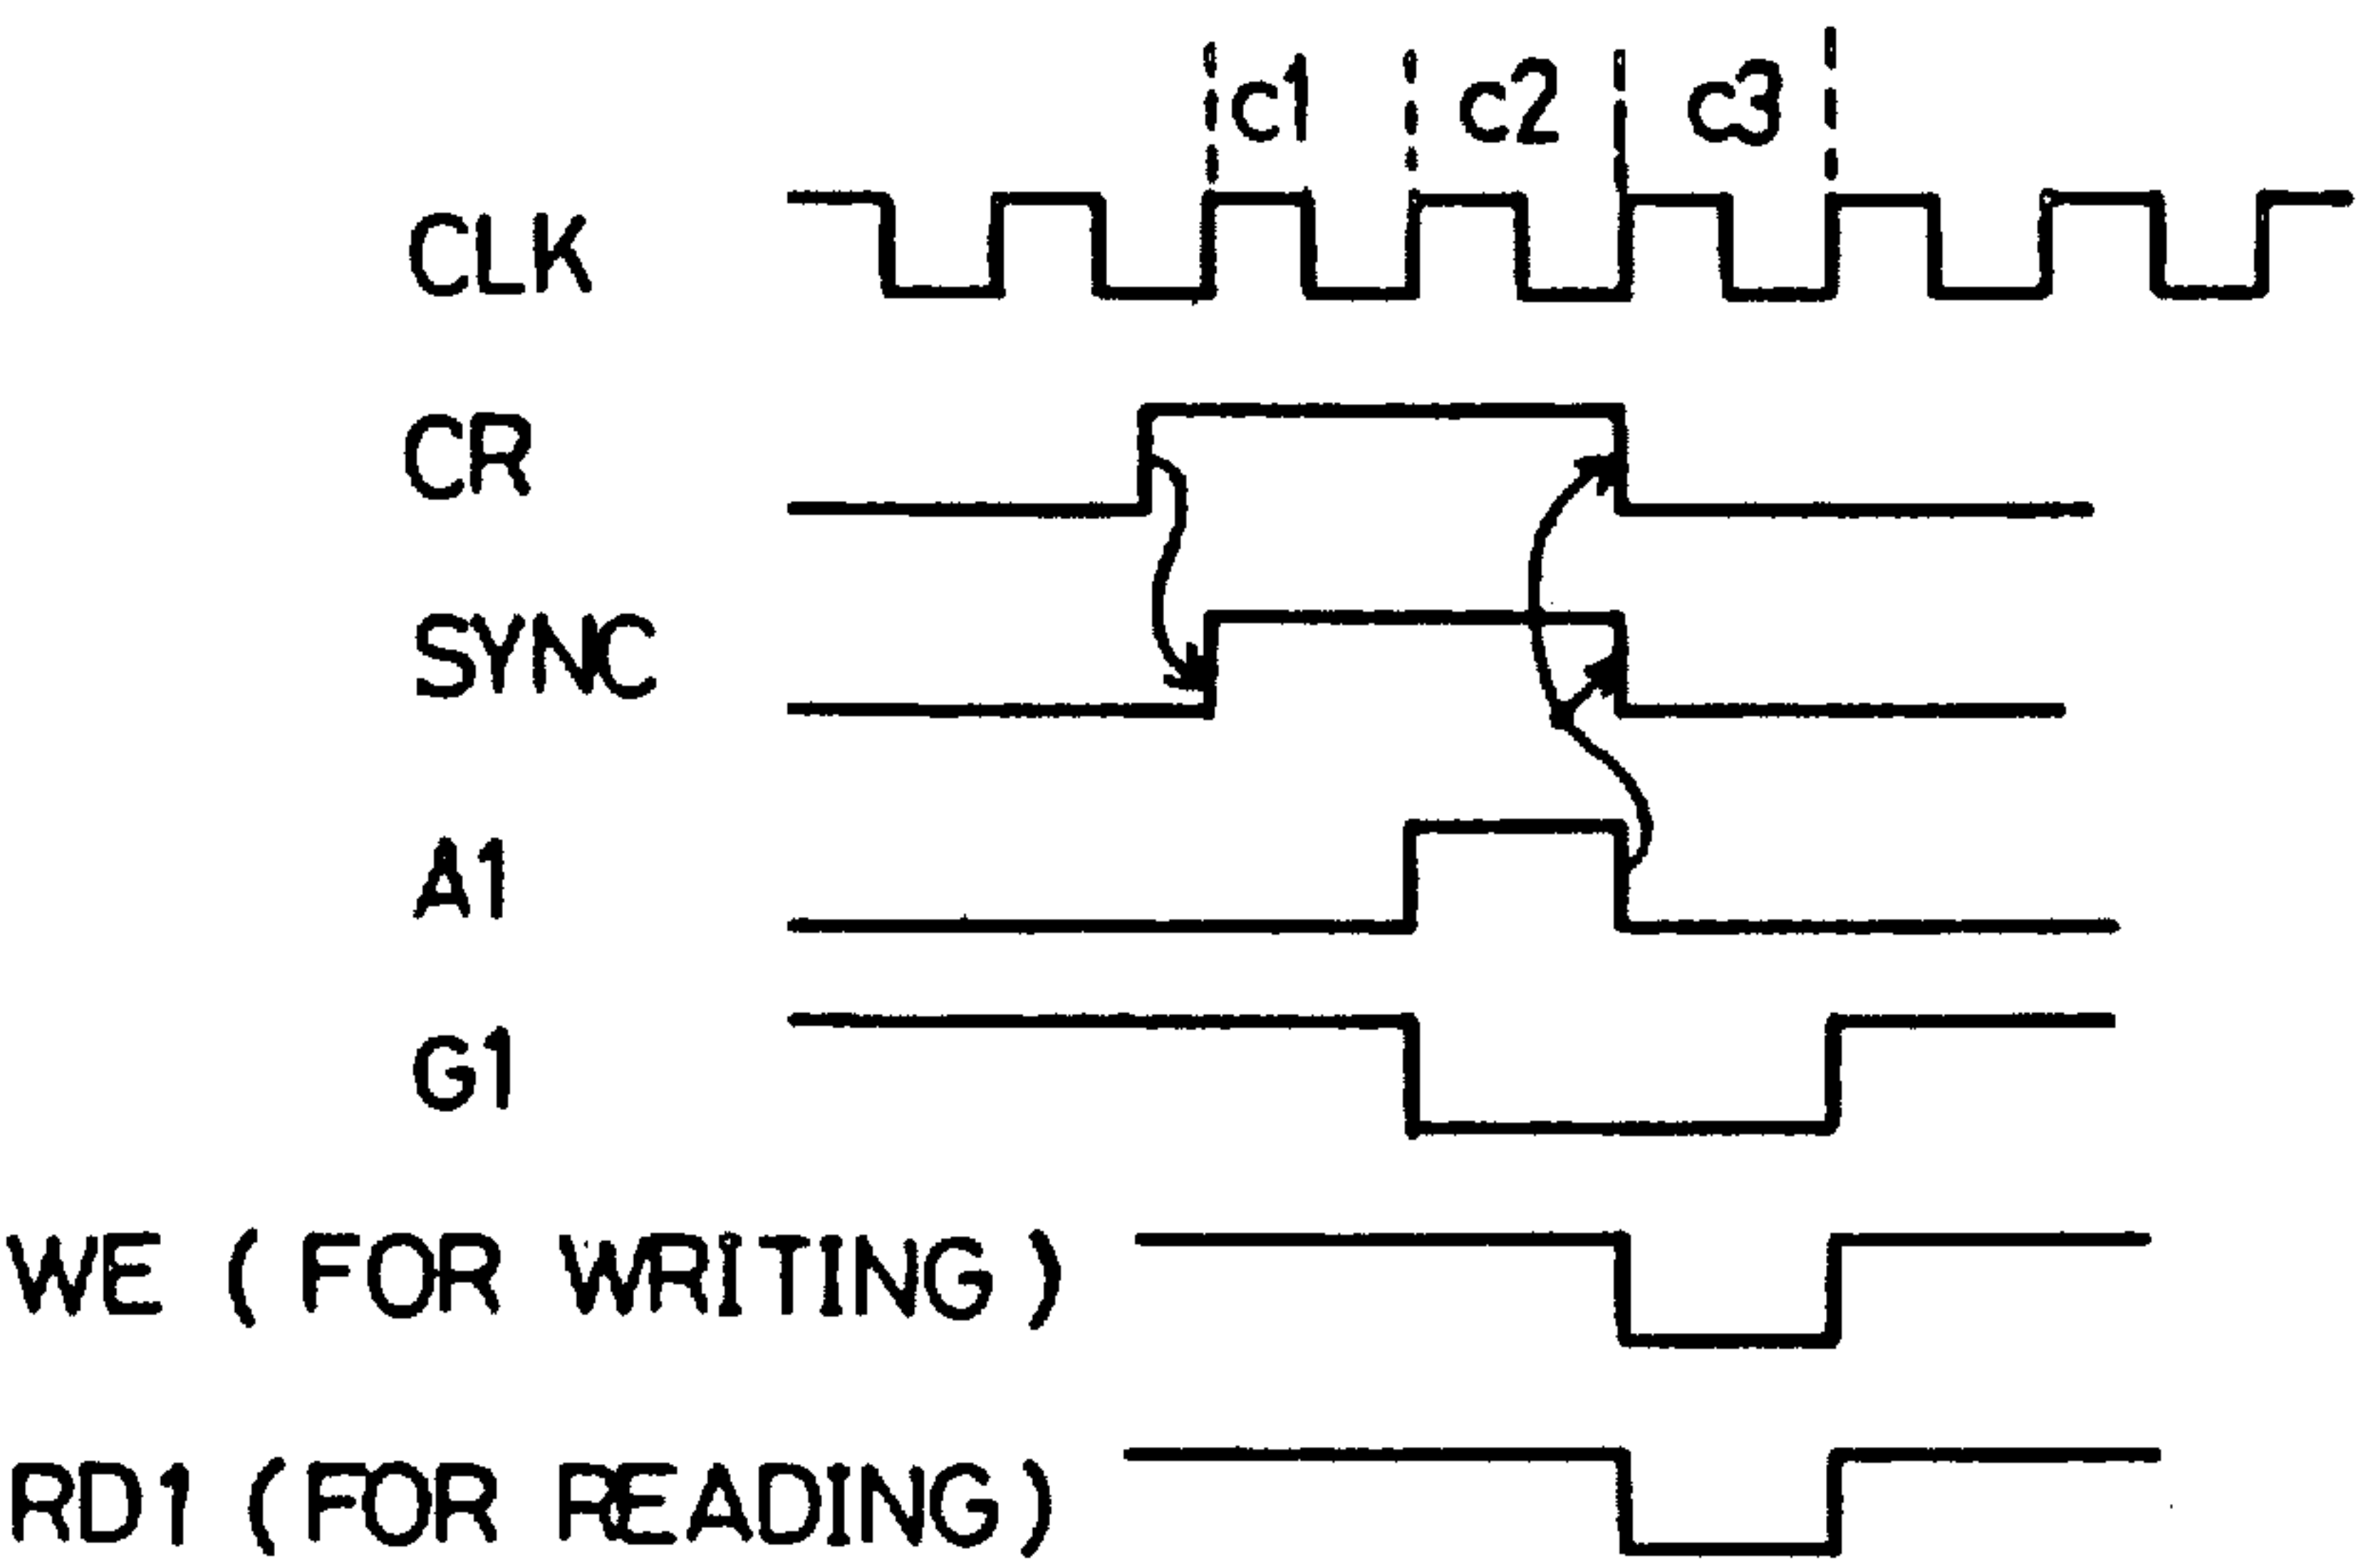 c1 c2 c3
CLK
CR
SYNC
A1
G1
WE (FOR WRITING)
RD1 (FOR READING)